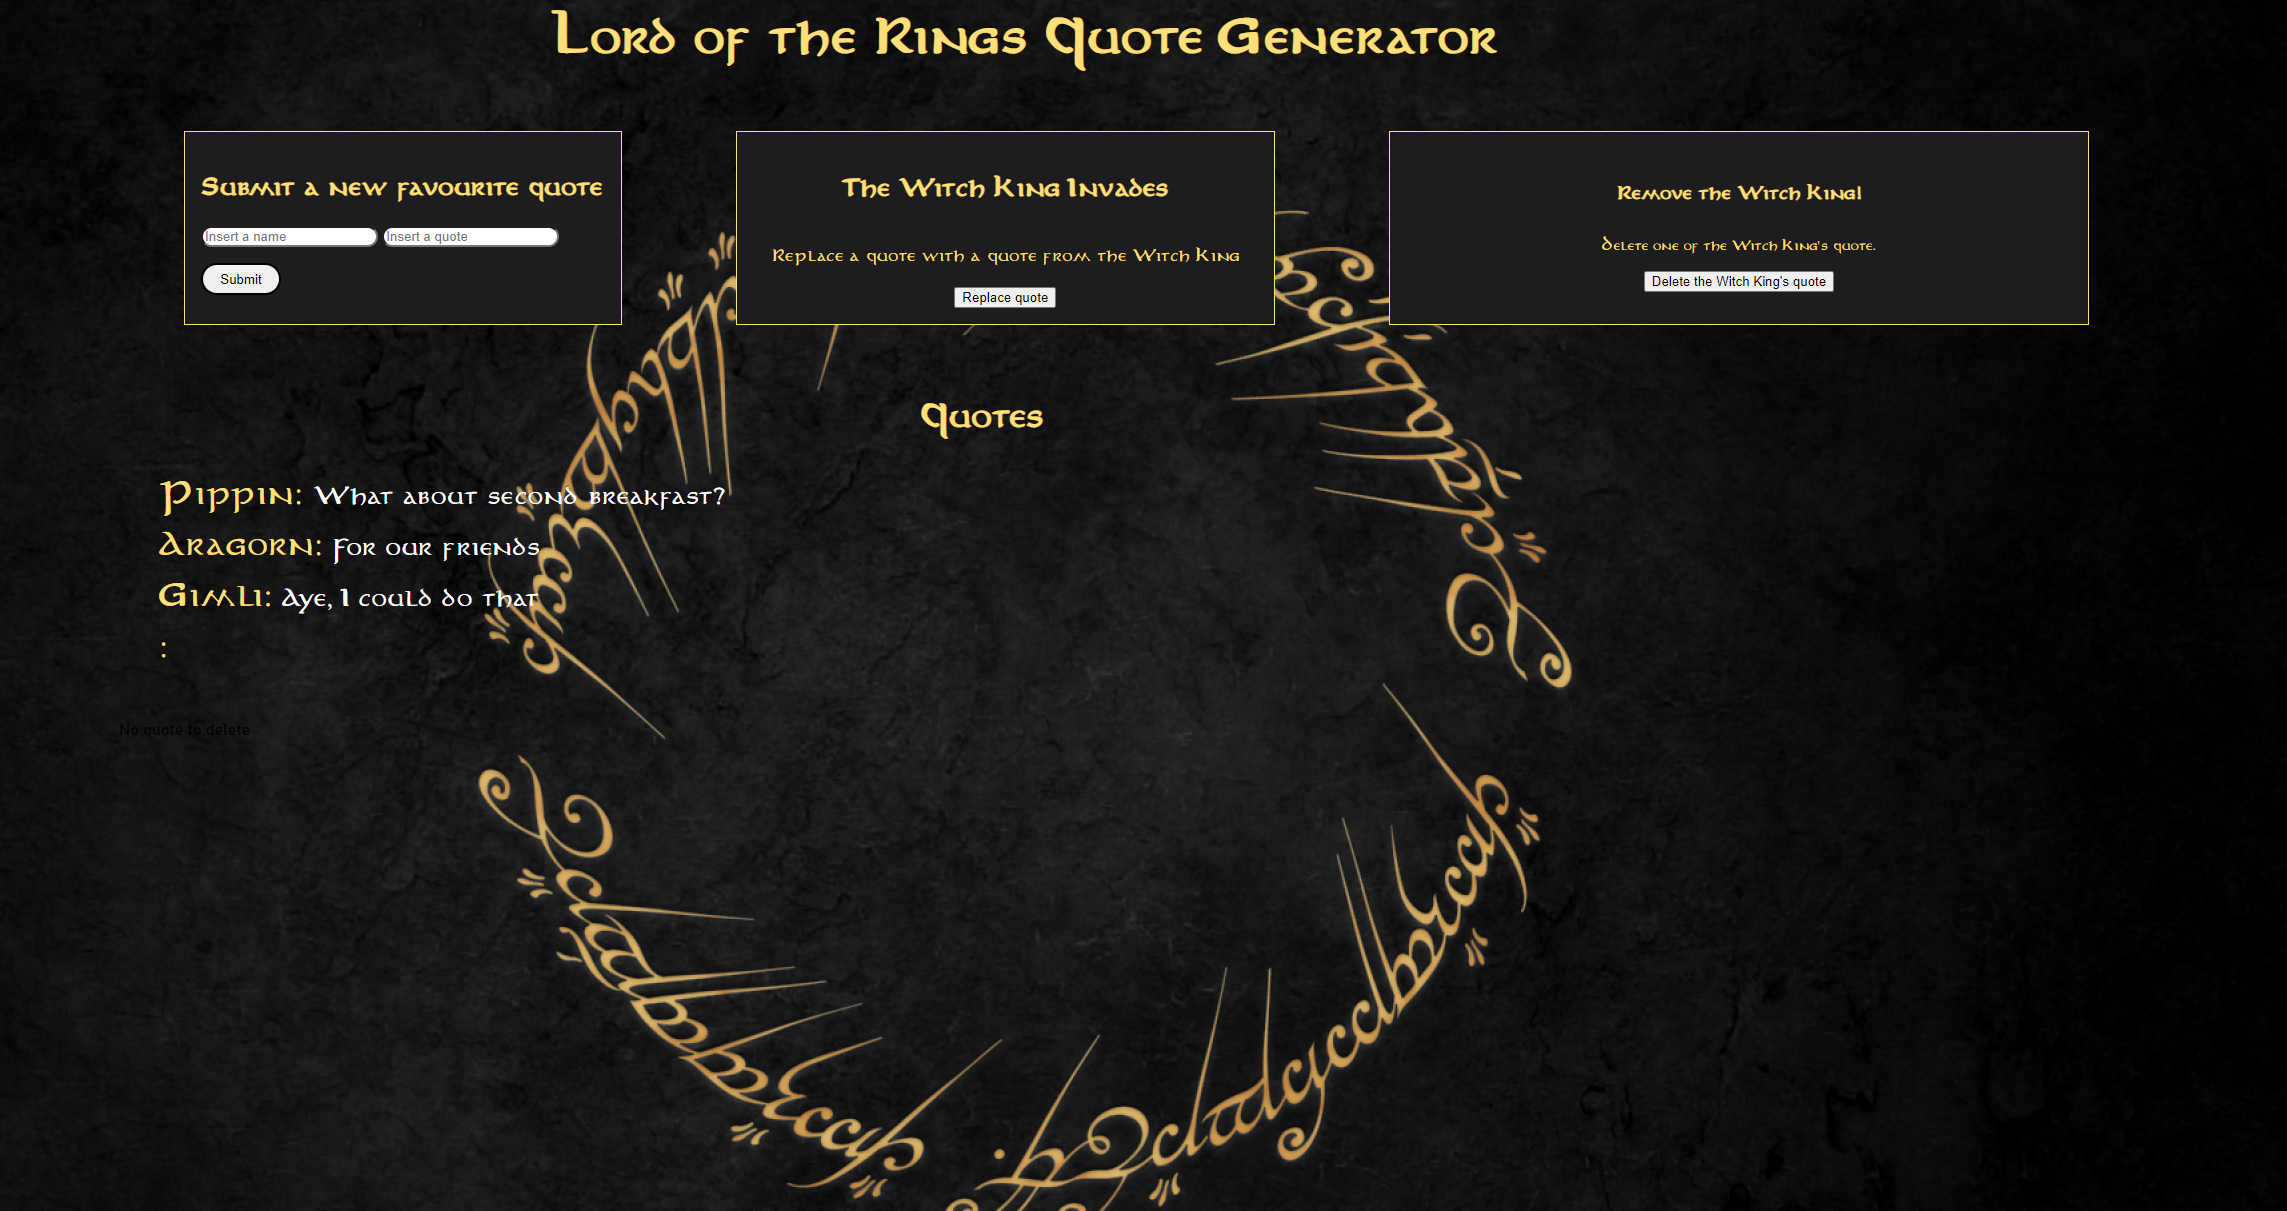 Lord of the Rings Quote Generator
Submit a new favourite quote
Insert a name
Insert a quote
Submit
The Witch King Invades
Replace a quote with a quote from the Witch King
Replace quote
Remove the Witch King!
Delete one of the Witch King's quote.
Delete the Witch King's quote
Quotes
Pippin: What about second breakfast?
Aragorn: For our friends
Gimli: Aye, I could do that
:
No quote to delete